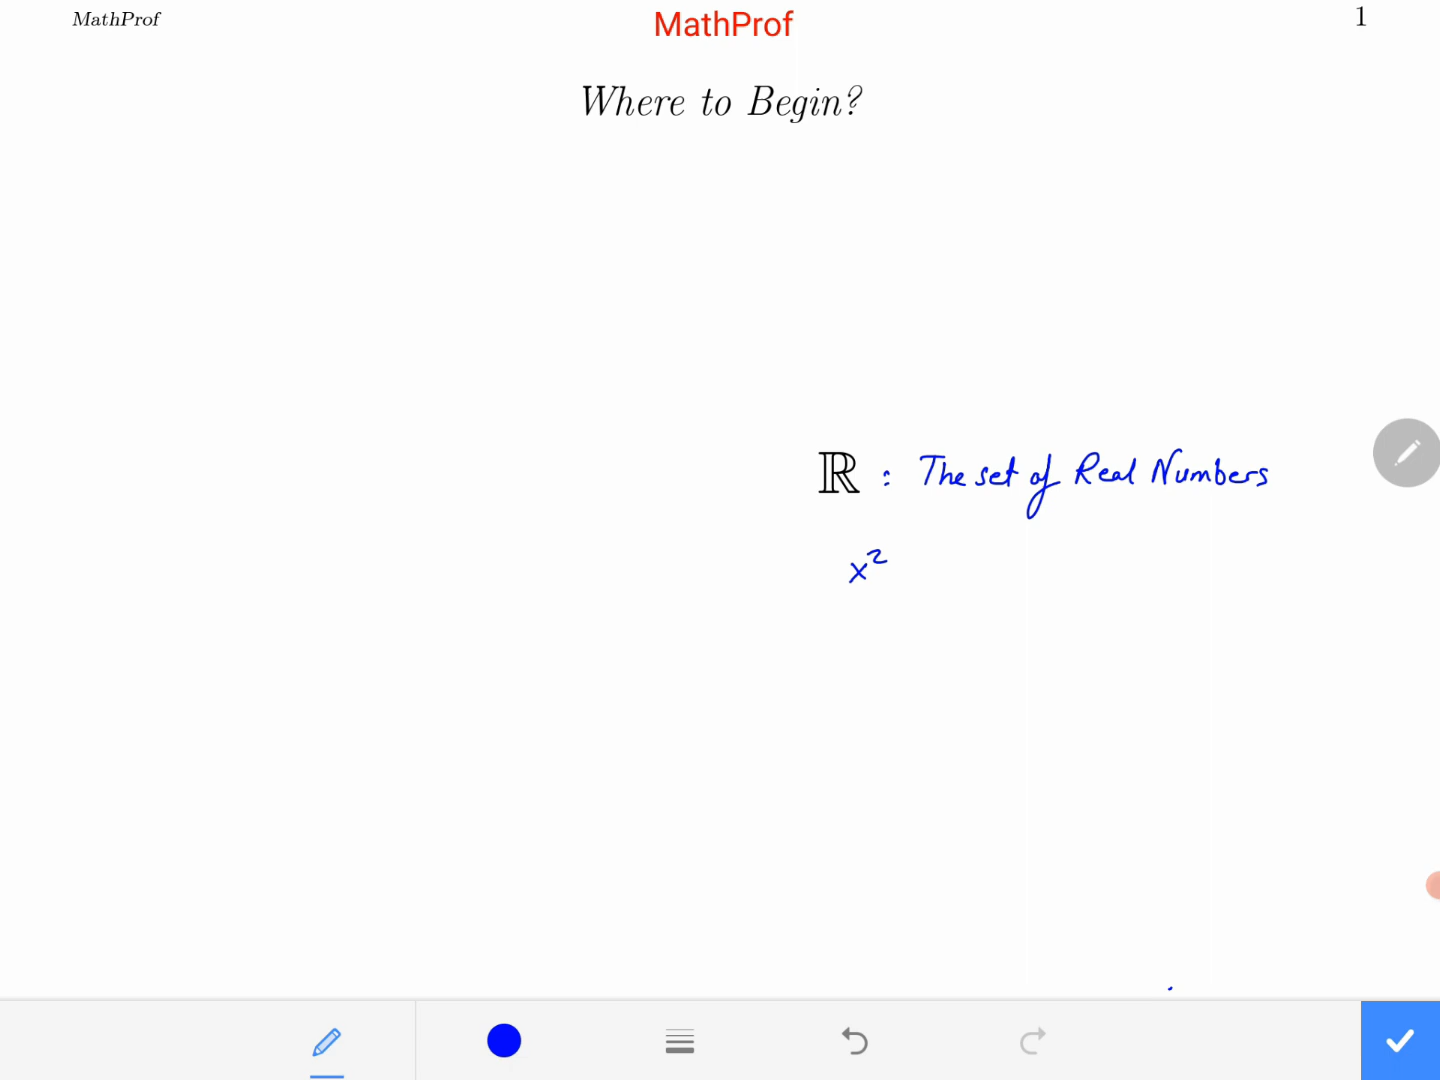 MathProf MathProf 1
Where to Begin?
ℝ : The set of Real Numbers
x²